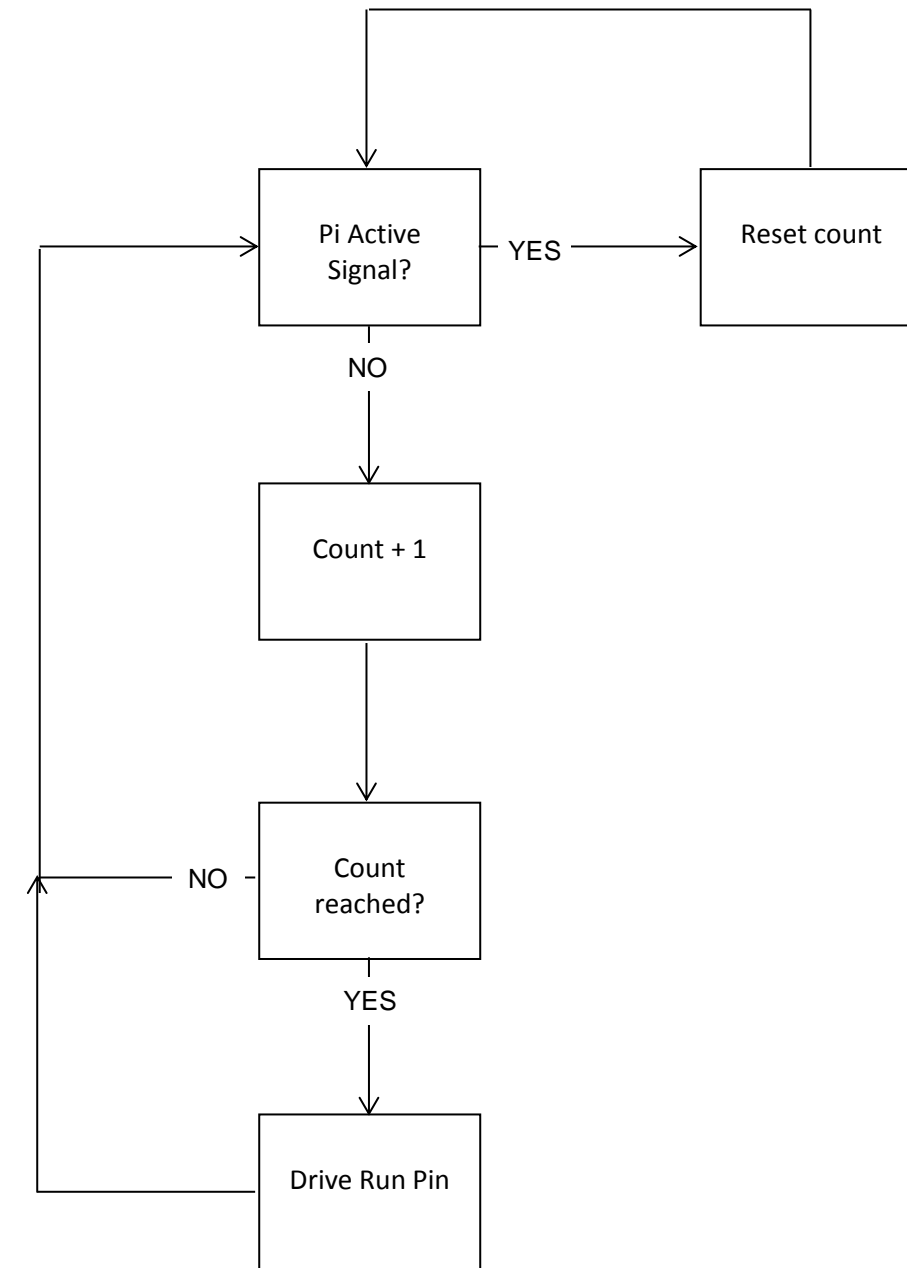 Pi Active
Signal?
YES
Reset count
NO
Count + 1
Count
reached?
NO
YES
Drive Run Pin